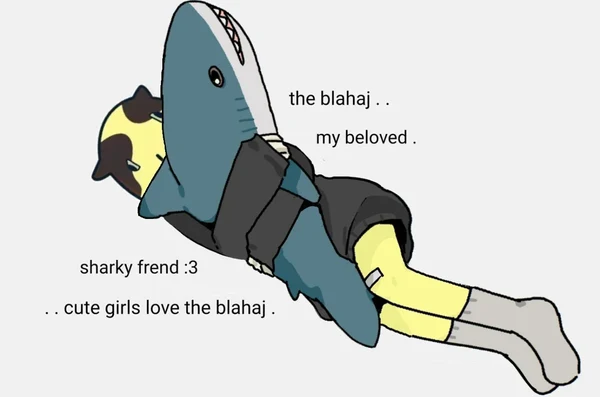 the blahaj . .
my beloved .
sharky frend :3
. . cute girls love the blahaj .